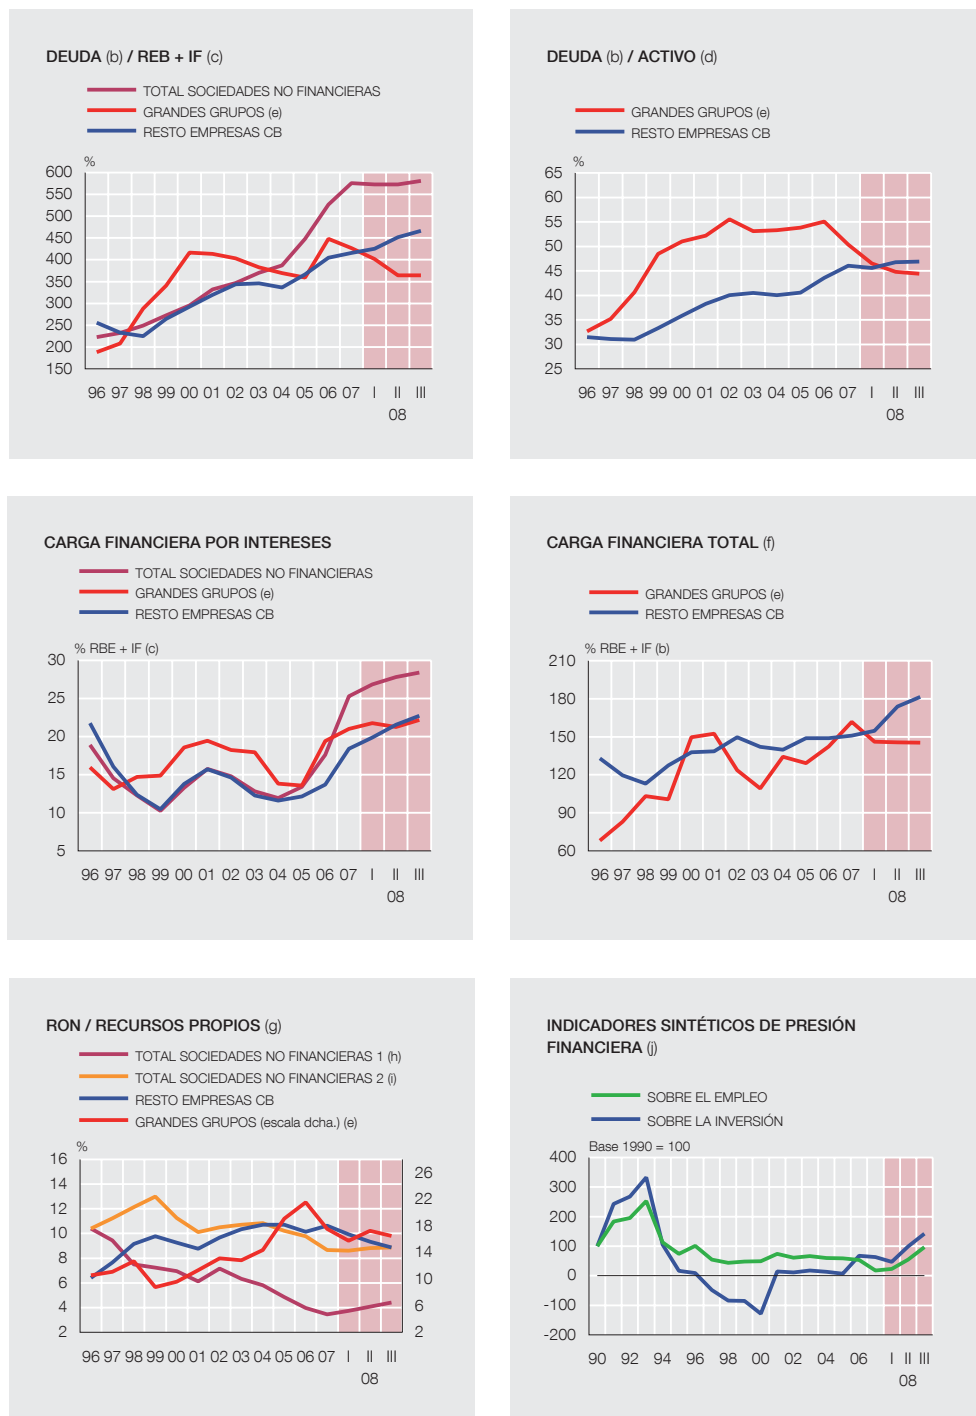 DEUDA (b) / REB + IF (c)
TOTAL SOCIEDADES NO FINANCIERAS
GRANDES GRUPOS (e)
RESTO EMPRESAS CB
%
600
550
500
450
400
350
300
250
200
150
96 97 98 99 00 01 02 03 04 05 06 07 I II III
08
DEUDA (b) / ACTIVO (d)
GRANDES GRUPOS (e)
RESTO EMPRESAS CB
%
65
60
55
50
45
40
35
30
25
96 97 98 99 00 01 02 03 04 05 06 07 I II III
08
CARGA FINANCIERA POR INTERESES
TOTAL SOCIEDADES NO FINANCIERAS
GRANDES GRUPOS (e)
RESTO EMPRESAS CB
% RBE + IF (c)
30
25
20
15
10
5
96 97 98 99 00 01 02 03 04 05 06 07 I II III
08
CARGA FINANCIERA TOTAL (f)
GRANDES GRUPOS (e)
RESTO EMPRESAS CB
% RBE + IF (b)
210
180
150
120
90
60
96 97 98 99 00 01 02 03 04 05 06 07 I II III
08
RON / RECURSOS PROPIOS (g)
TOTAL SOCIEDADES NO FINANCIERAS 1 (h)
TOTAL SOCIEDADES NO FINANCIERAS 2 (i)
RESTO EMPRESAS CB
GRANDES GRUPOS (escala dcha.) (e)
%
16
14
12
10
8
6
4
2
26
22
18
14
10
6
2
96 97 98 99 00 01 02 03 04 05 06 07 I II III
08
INDICADORES SINTÉTICOS DE PRESIÓN
FINANCIERA (j)
SOBRE EL EMPLEO
SOBRE LA INVERSIÓN
Base 1990 = 100
400
300
200
100
0
-100
-200
90 92 94 96 98 00 02 04 06 I II III
08